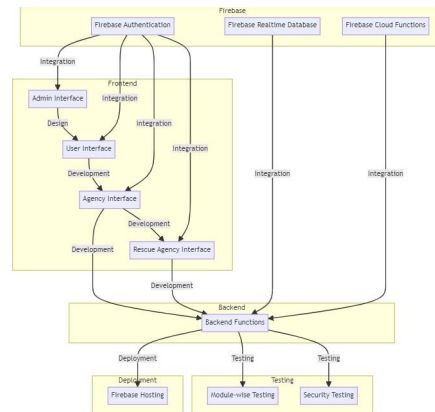 Firebase
Firebase Authentication
Firebase Realtime Database
Firebase Cloud Functions
Integration
Frontend
Admin Interface
Integration
Design
Integration
User Interface
Integration
Development
Integration
Integration
Agency Interface
Development
Development
Rescue Agency Interface
Development
Backend
Backend Functions
Deployment
Testing
Testing
Deployment
Testing
Firebase Hosting
Module-wise Testing
Security Testing